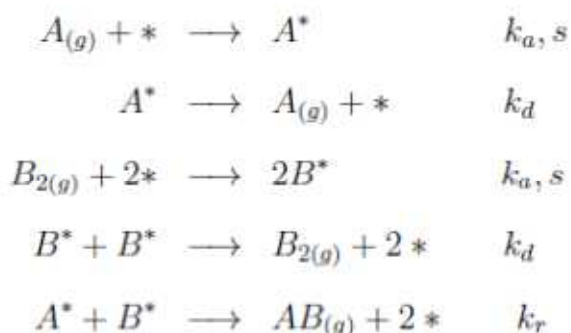 A(g) + * ⟶ A* ka, s
A* ⟶ A(g) + * kd
B2(g) + 2* ⟶ 2B* ka, s
B* + B* ⟶ B2(g) + 2 * kd
A* + B* ⟶ AB(g) + 2 * kr